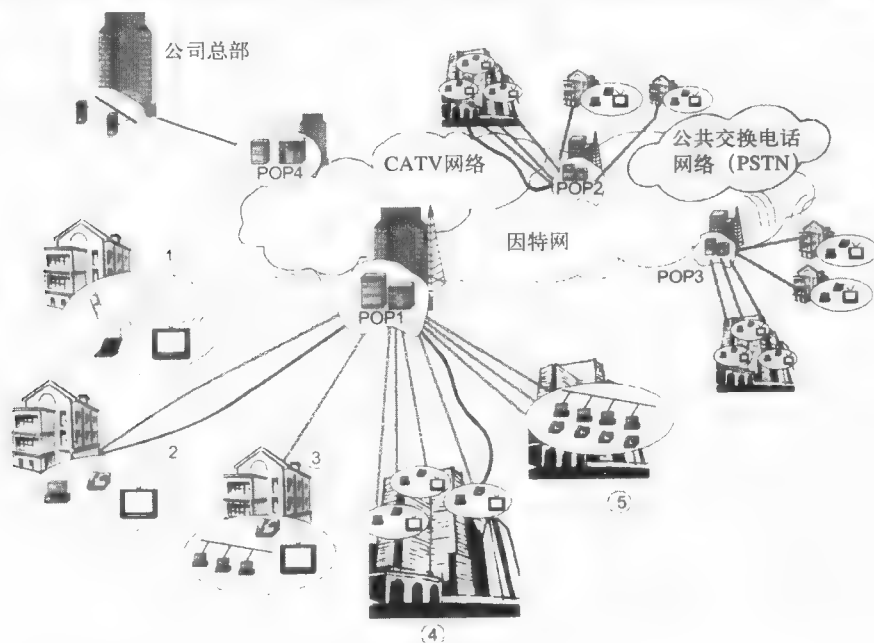 公司总部
公共交换电话
网络（PSTN）
CATV网络
POP4
POP2
因特网
POP3
POP1
1
2
3
⑤
④